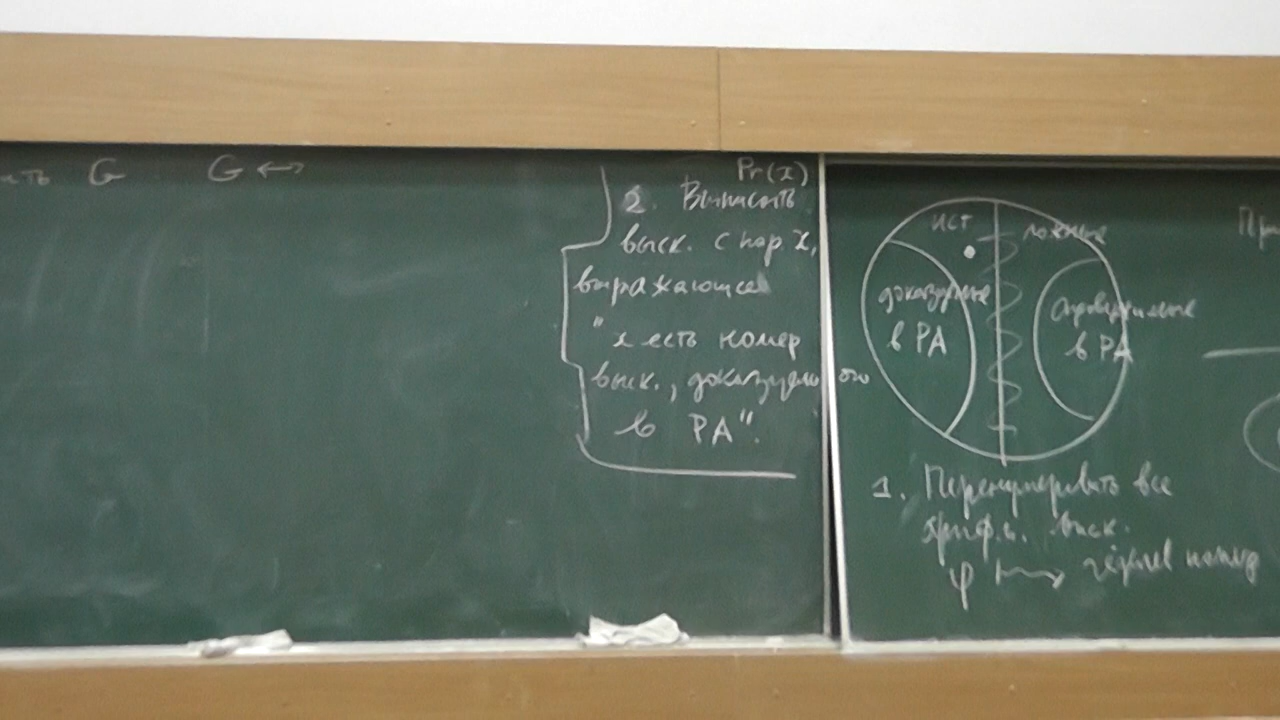 ить G G ↔
Pr(x)
2. Выписать
выск. с пар. x,
выражающее
"x есть номер
выск., доказуемого
в PA".
ист ложные
доказуемые
в PA
опровержимые
в PA
1. Перенумеровать все
арифм. выск.
φ ⟼ гёделев номер